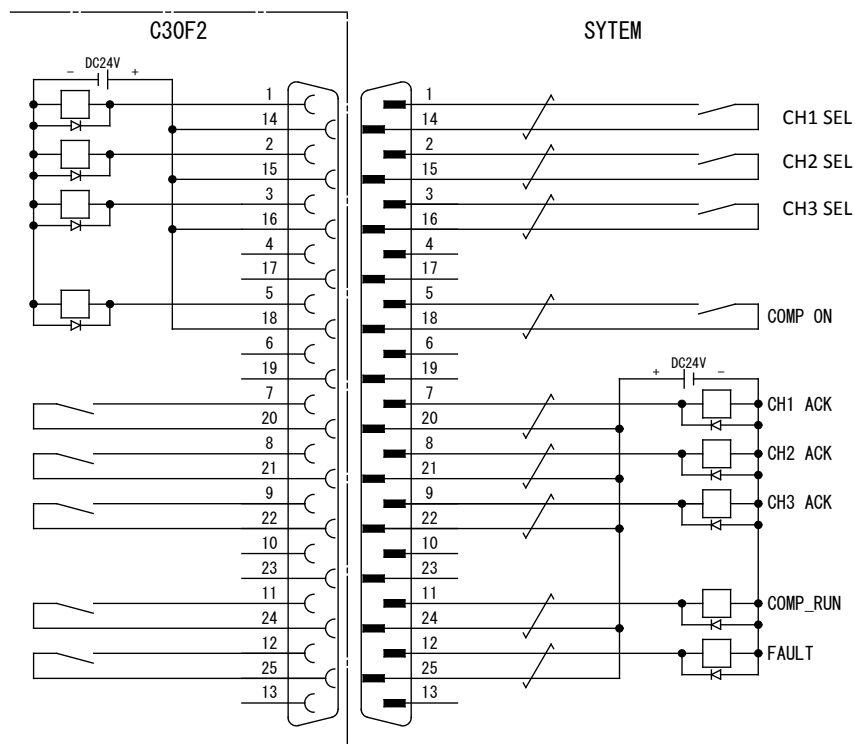 C30F2 SYTEM
- DC24V +
1 1
14 14 CH1 SEL
2 2
15 15 CH2 SEL
3 3
16 16 CH3 SEL
4 4
17 17
5 5
18 18 COMP ON
6 6
19 19 + DC24V -
7 7 CH1 ACK
20 20
8 8 CH2 ACK
21 21
9 9 CH3 ACK
22 22
10 10
23 23
11 11 COMP_RUN
24 24
12 12 FAULT
25 25
13 13